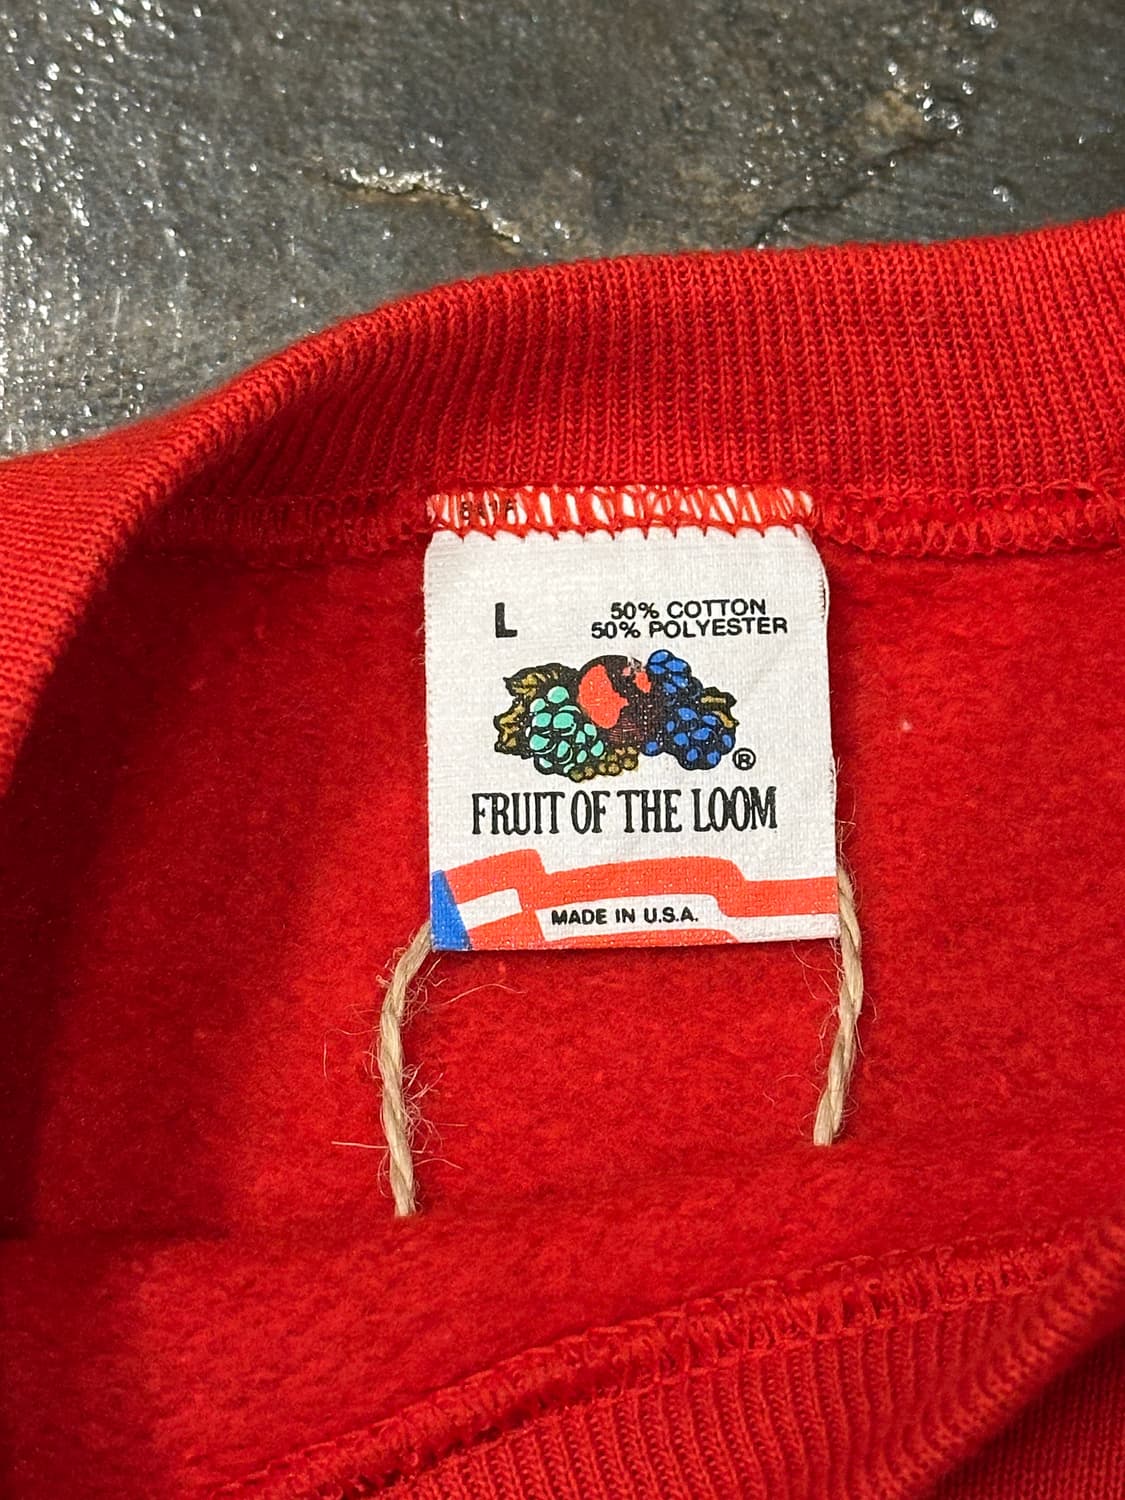 L
50% COTTON
50% POLYESTER
®
FRUIT OF THE LOOM
MADE IN U.S.A.